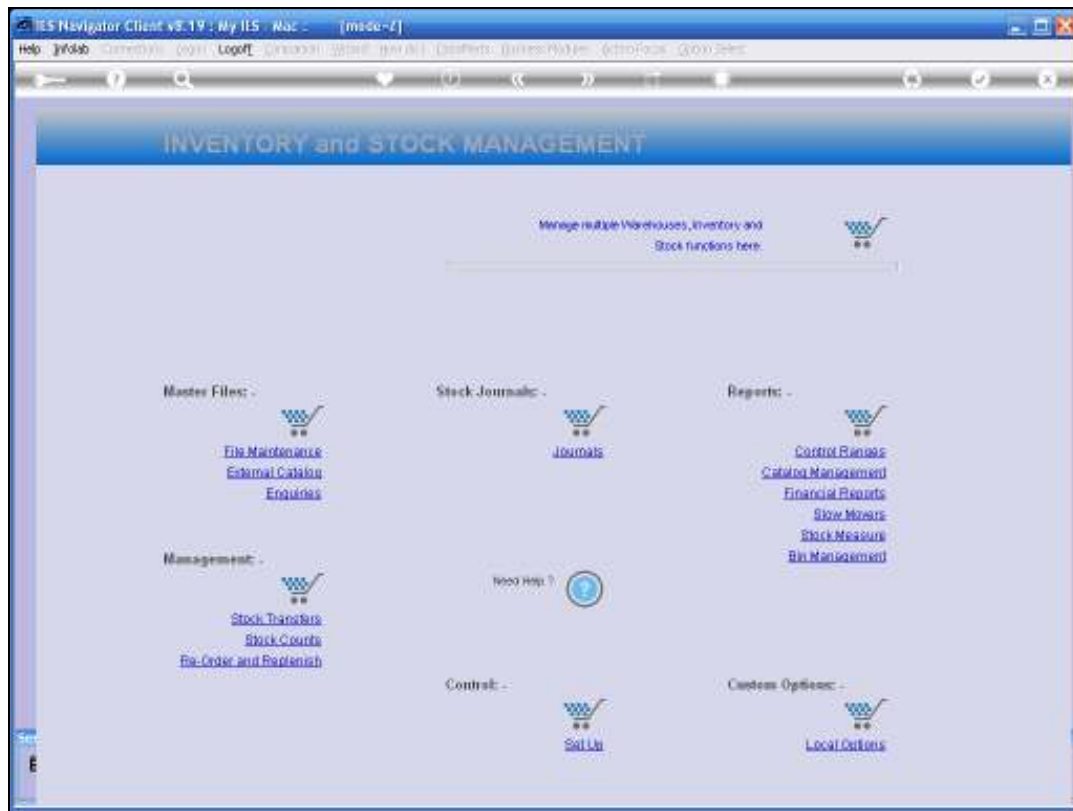 IES Navigator Client v8.19 : My IES - Mac : [mode-Z]
Help Infolab Logoff
INVENTORY and STOCK MANAGEMENT
Manage multiple Warehouses, Inventory and
Stock functions here.
Master Files: -
File Maintenance
External Catalog
Enquiries
Stock Journals: -
Journals
Reports: -
Control Ranges
Catalog Management
Financial Reports
Slow Movers
Stock Measure
Bin Management
Management: -
Stock Transfers
Stock Counts
Re-Order and Replenish
Need Help ?
Control: -
Set Up
Custom Options: -
Local Options